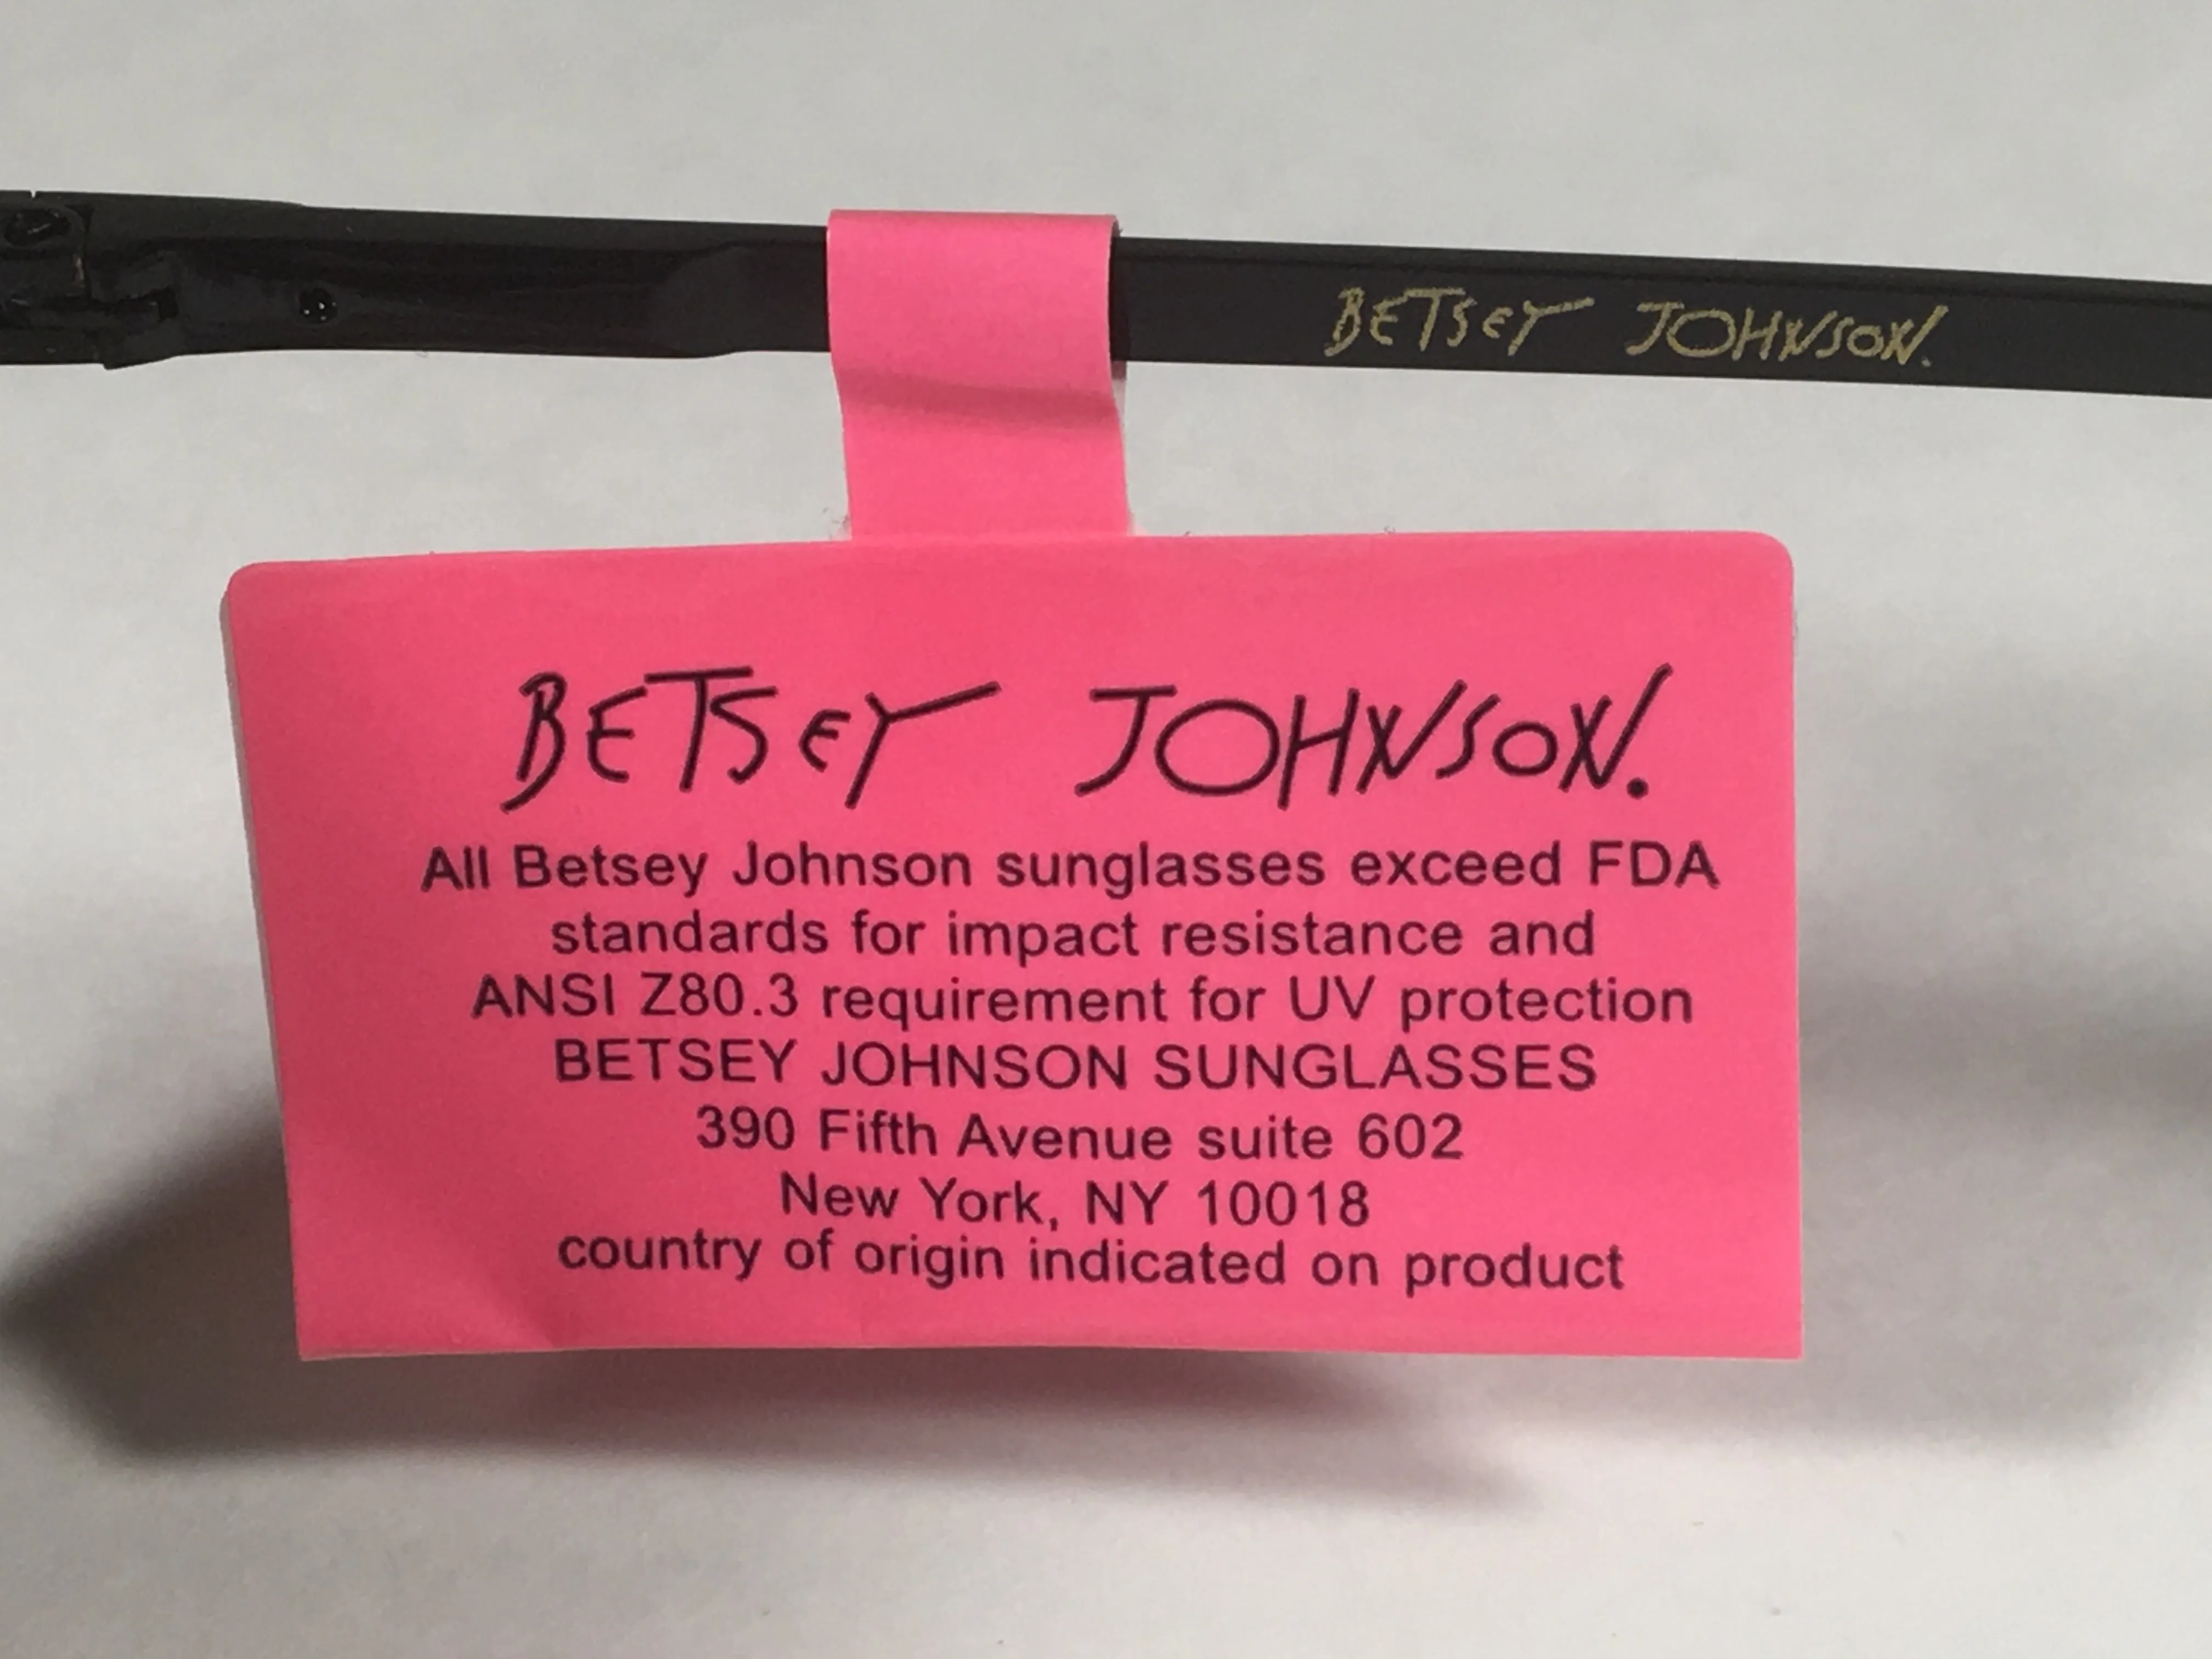 BETSEY JOHNSON.
BETSEY JOHNSON.
All Betsey Johnson sunglasses exceed FDA
standards for impact resistance and
ANSI Z80.3 requirement for UV protection
BETSEY JOHNSON SUNGLASSES
390 Fifth Avenue suite 602
New York, NY 10018
country of origin indicated on product